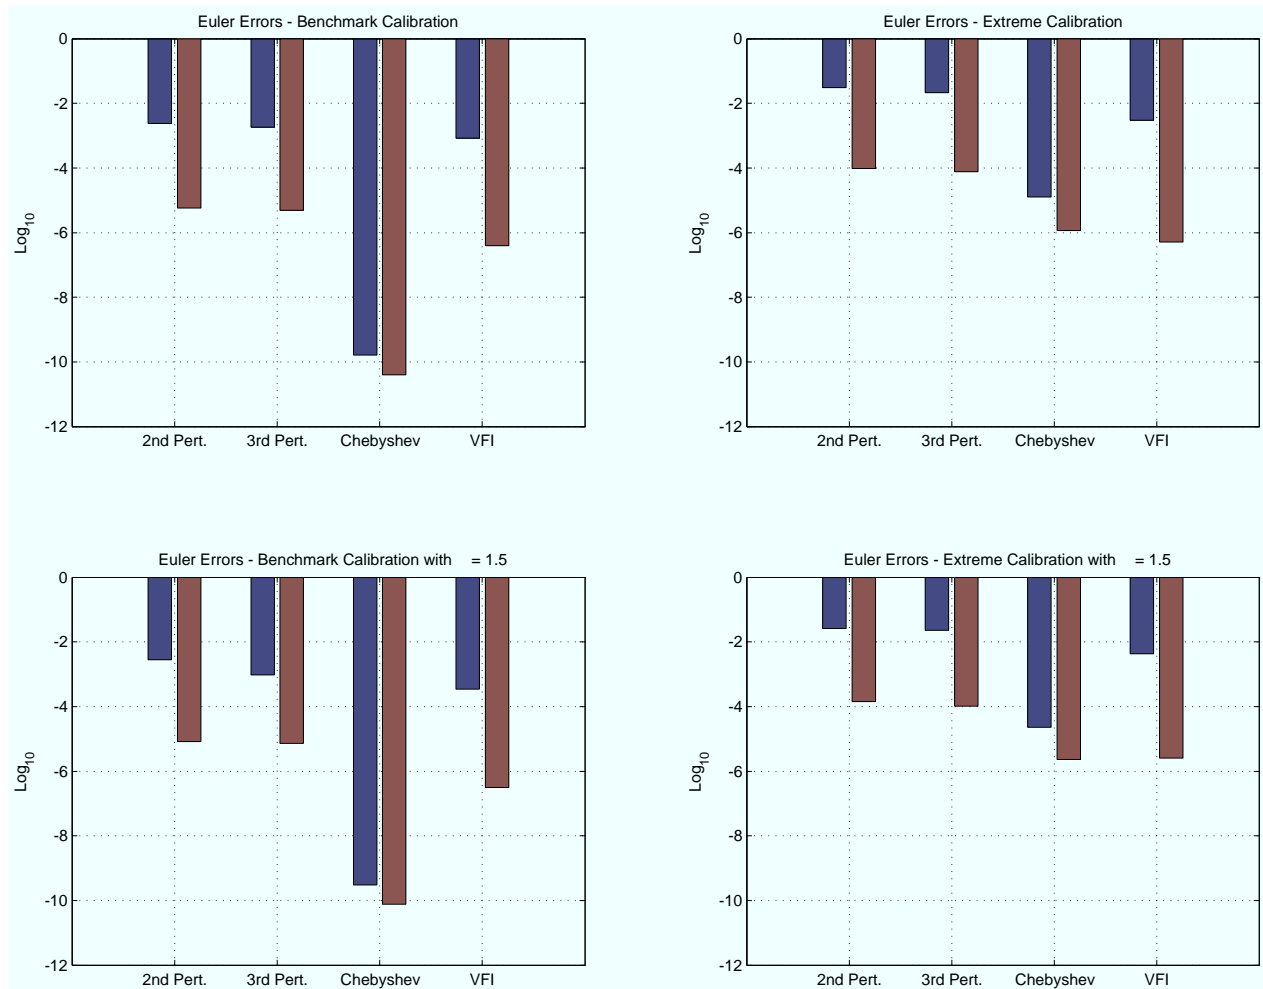 Euler Errors - Benchmark Calibration
0
-2
-4
-6
-8
-10
-12
Log10
2nd Pert. 3rd Pert. Chebyshev VFI
Euler Errors - Extreme Calibration
0
-2
-4
-6
-8
-10
-12
Log10
2nd Pert. 3rd Pert. Chebyshev VFI
Euler Errors - Benchmark Calibration with = 1.5
0
-2
-4
-6
-8
-10
-12
Log10
2nd Pert. 3rd Pert. Chebyshev VFI
Euler Errors - Extreme Calibration with = 1.5
0
-2
-4
-6
-8
-10
-12
Log10
2nd Pert. 3rd Pert. Chebyshev VFI